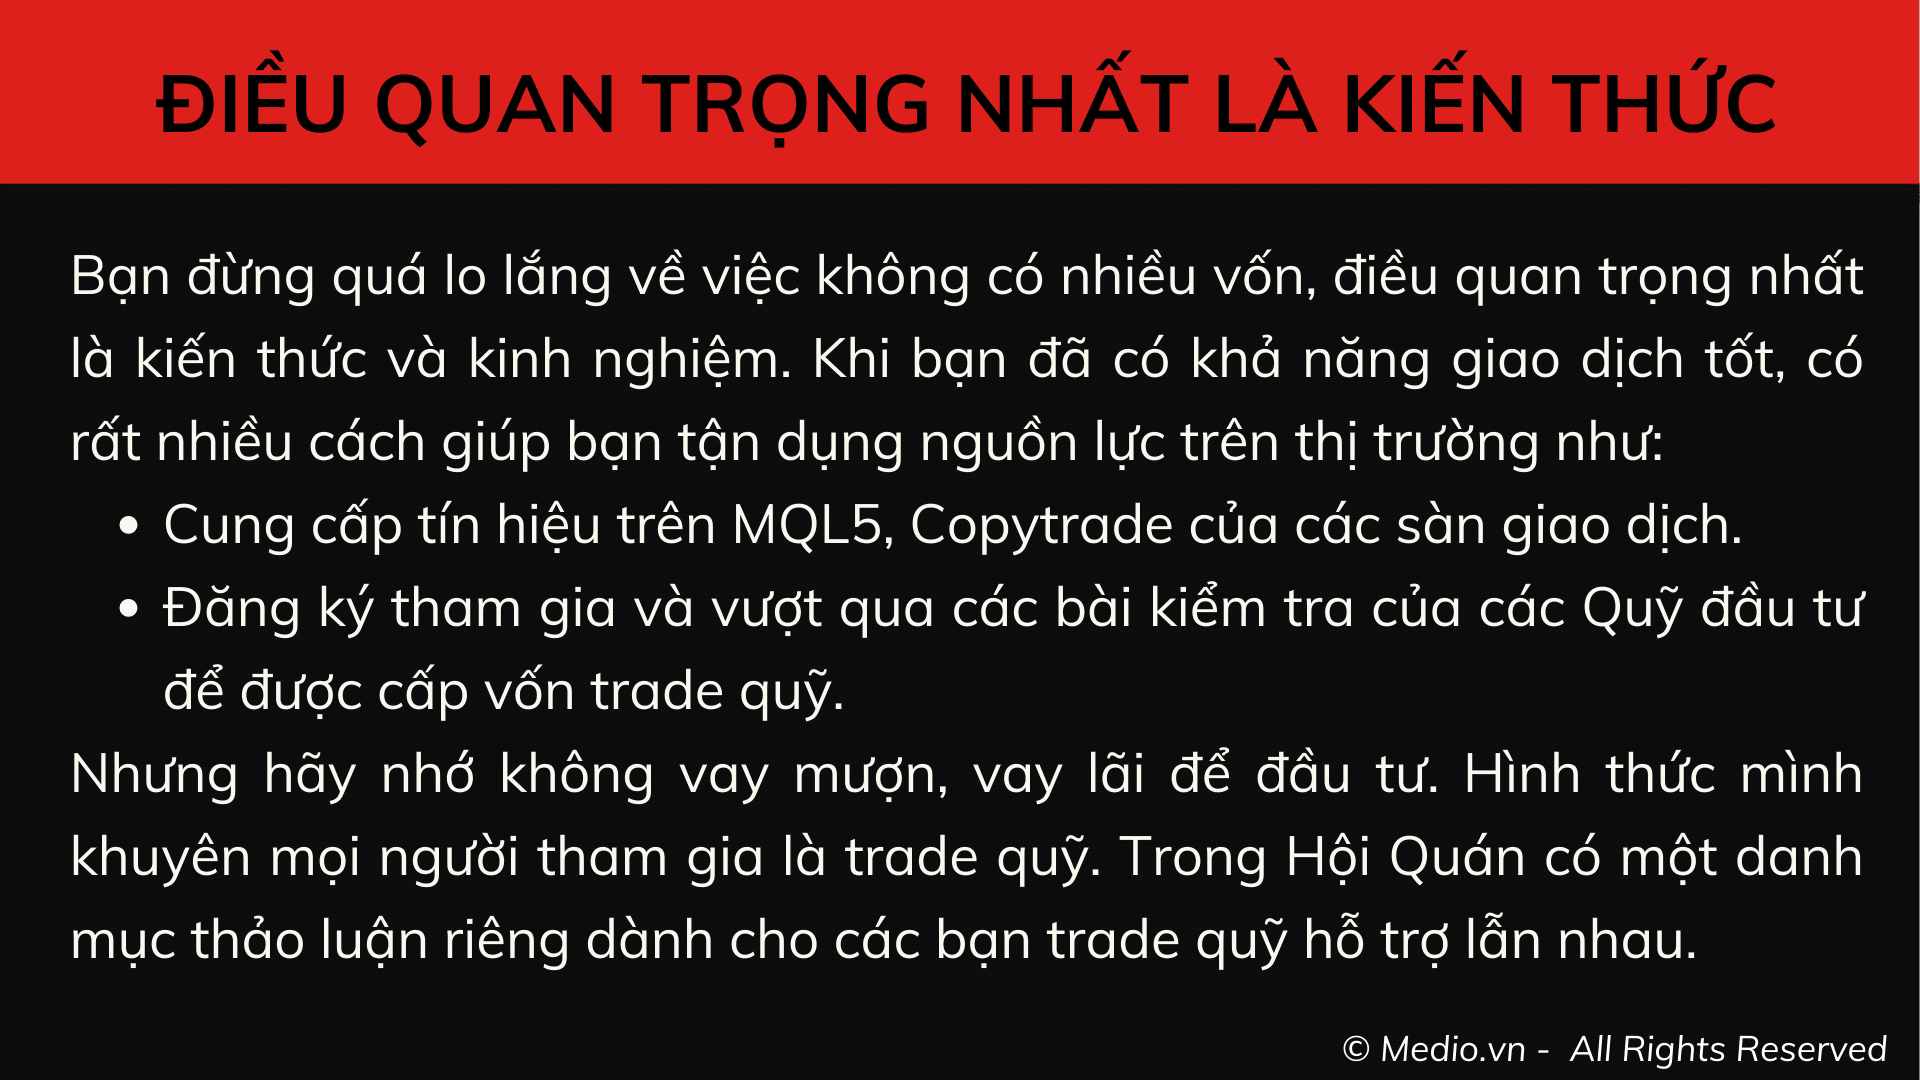 ĐIỀU QUAN TRỌNG NHẤT LÀ KIẾN THỨC
Bạn đừng quá lo lắng về việc không có nhiều vốn, điều quan trọng nhất
là kiến thức và kinh nghiệm. Khi bạn đã có khả năng giao dịch tốt, có
rất nhiều cách giúp bạn tận dụng nguồn lực trên thị trường như:
• Cung cấp tín hiệu trên MQL5, Copytrade của các sàn giao dịch.
• Đăng ký tham gia và vượt qua các bài kiểm tra của các Quỹ đầu tư
để được cấp vốn trade quỹ.
Nhưng hãy nhớ không vay mượn, vay lãi để đầu tư. Hình thức mình
khuyên mọi người tham gia là trade quỹ. Trong Hội Quán có một danh
mục thảo luận riêng dành cho các bạn trade quỹ hỗ trợ lẫn nhau.
© Medio.vn - All Rights Reserved